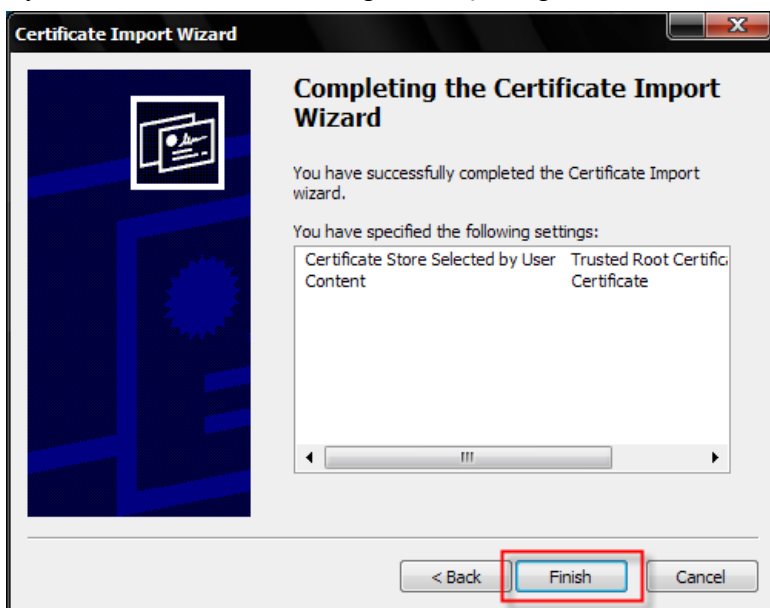 Certificate Import Wizard
Completing the Certificate Import
Wizard
You have successfully completed the Certificate Import
wizard.
You have specified the following settings:
Certificate Store Selected by User Trusted Root Certific
Content Certificate
< Back Finish Cancel